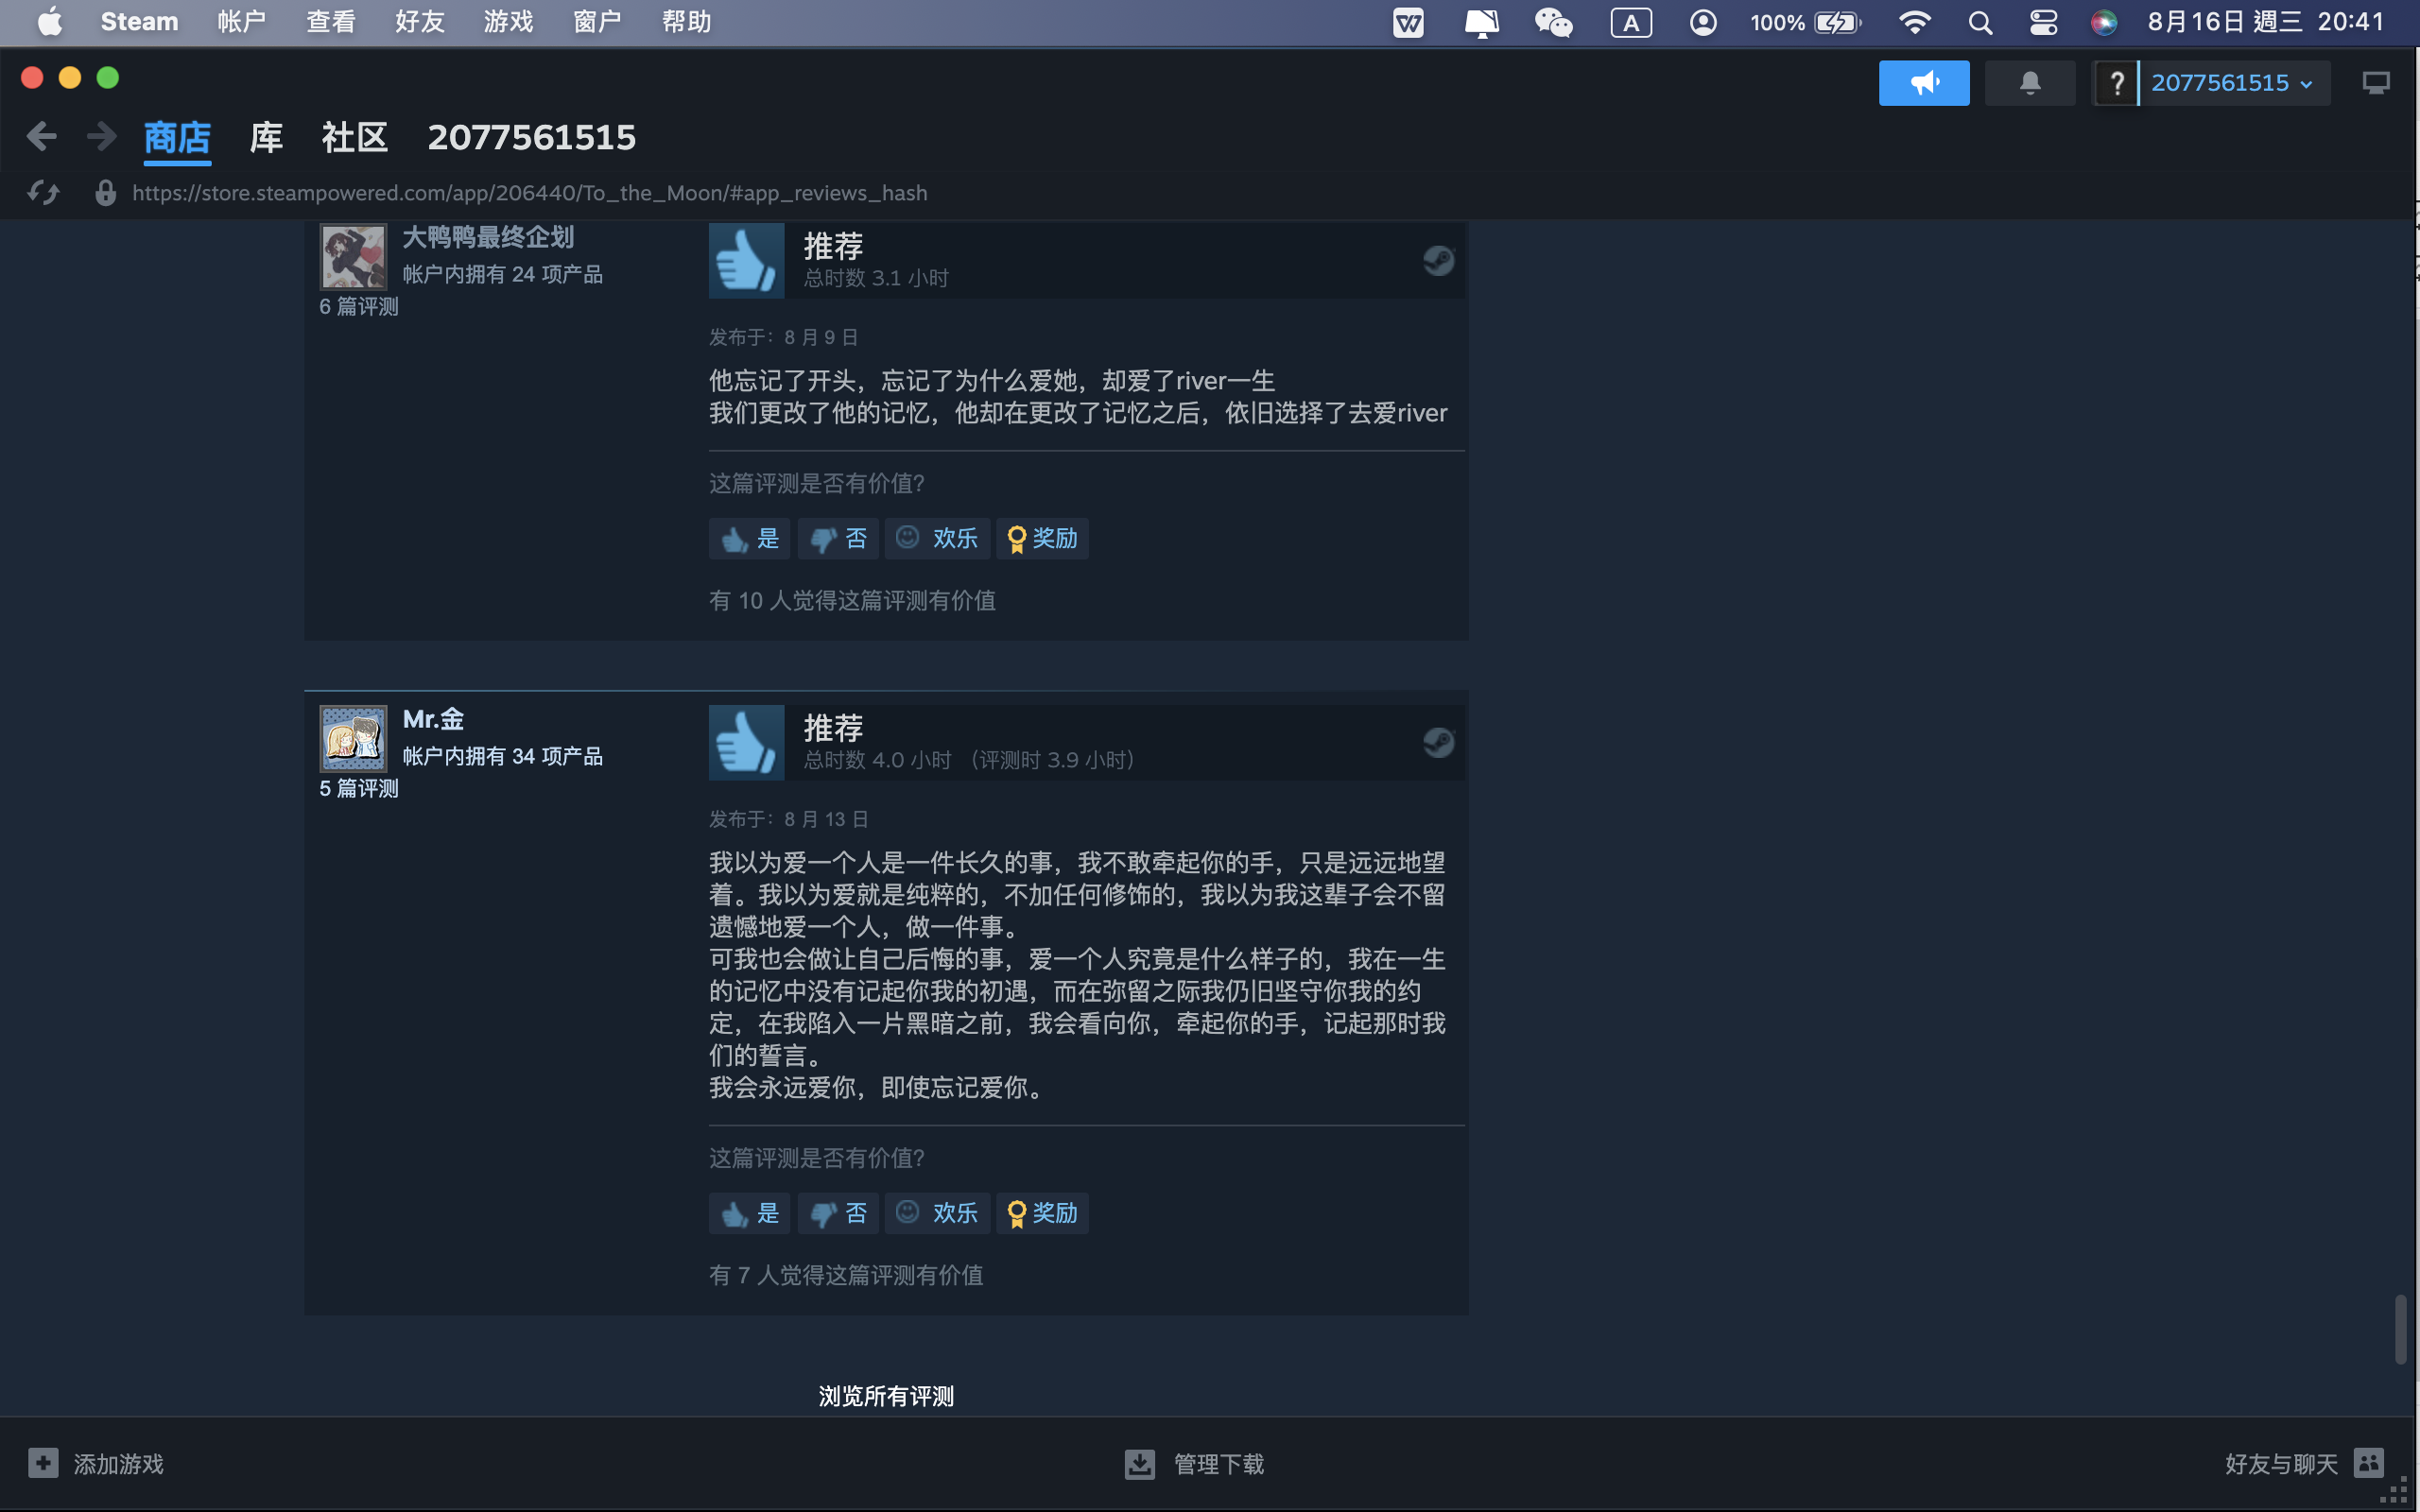 Steam 帐户 查看 好友 游戏 窗户 帮助 A 100% 8月16日 週三 20:41
? 2077561515
商店 库 社区 2077561515
https://store.steampowered.com/app/206440/To_the_Moon/#app_reviews_hash
大鸭鸭最终企划
帐户内拥有 24 项产品
6 篇评测
推荐
总时数 3.1 小时
发布于：8 月 9 日
他忘记了开头，忘记了为什么爱她，却爱了river一生
我们更改了他的记忆，他却在更改了记忆之后，依旧选择了去爱river
这篇评测是否有价值?
是 否 欢乐 奖励
有 10 人觉得这篇评测有价值
Mr.金
帐户内拥有 34 项产品
5 篇评测
推荐
总时数 4.0 小时 （评测时 3.9 小时）
发布于：8 月 13 日
我以为爱一个人是一件长久的事，我不敢牵起你的手，只是远远地望
着。我以为爱就是纯粹的，不加任何修饰的，我以为我这辈子会不留
遗憾地爱一个人，做一件事。
可我也会做让自己后悔的事，爱一个人究竟是什么样子的，我在一生
的记忆中没有记起你我的初遇，而在弥留之际我仍旧坚守你我的约
定，在我陷入一片黑暗之前，我会看向你，牵起你的手，记起那时我
们的誓言。
我会永远爱你，即使忘记爱你。
这篇评测是否有价值?
是 否 欢乐 奖励
有 7 人觉得这篇评测有价值
浏览所有评测
添加游戏 管理下载 好友与聊天